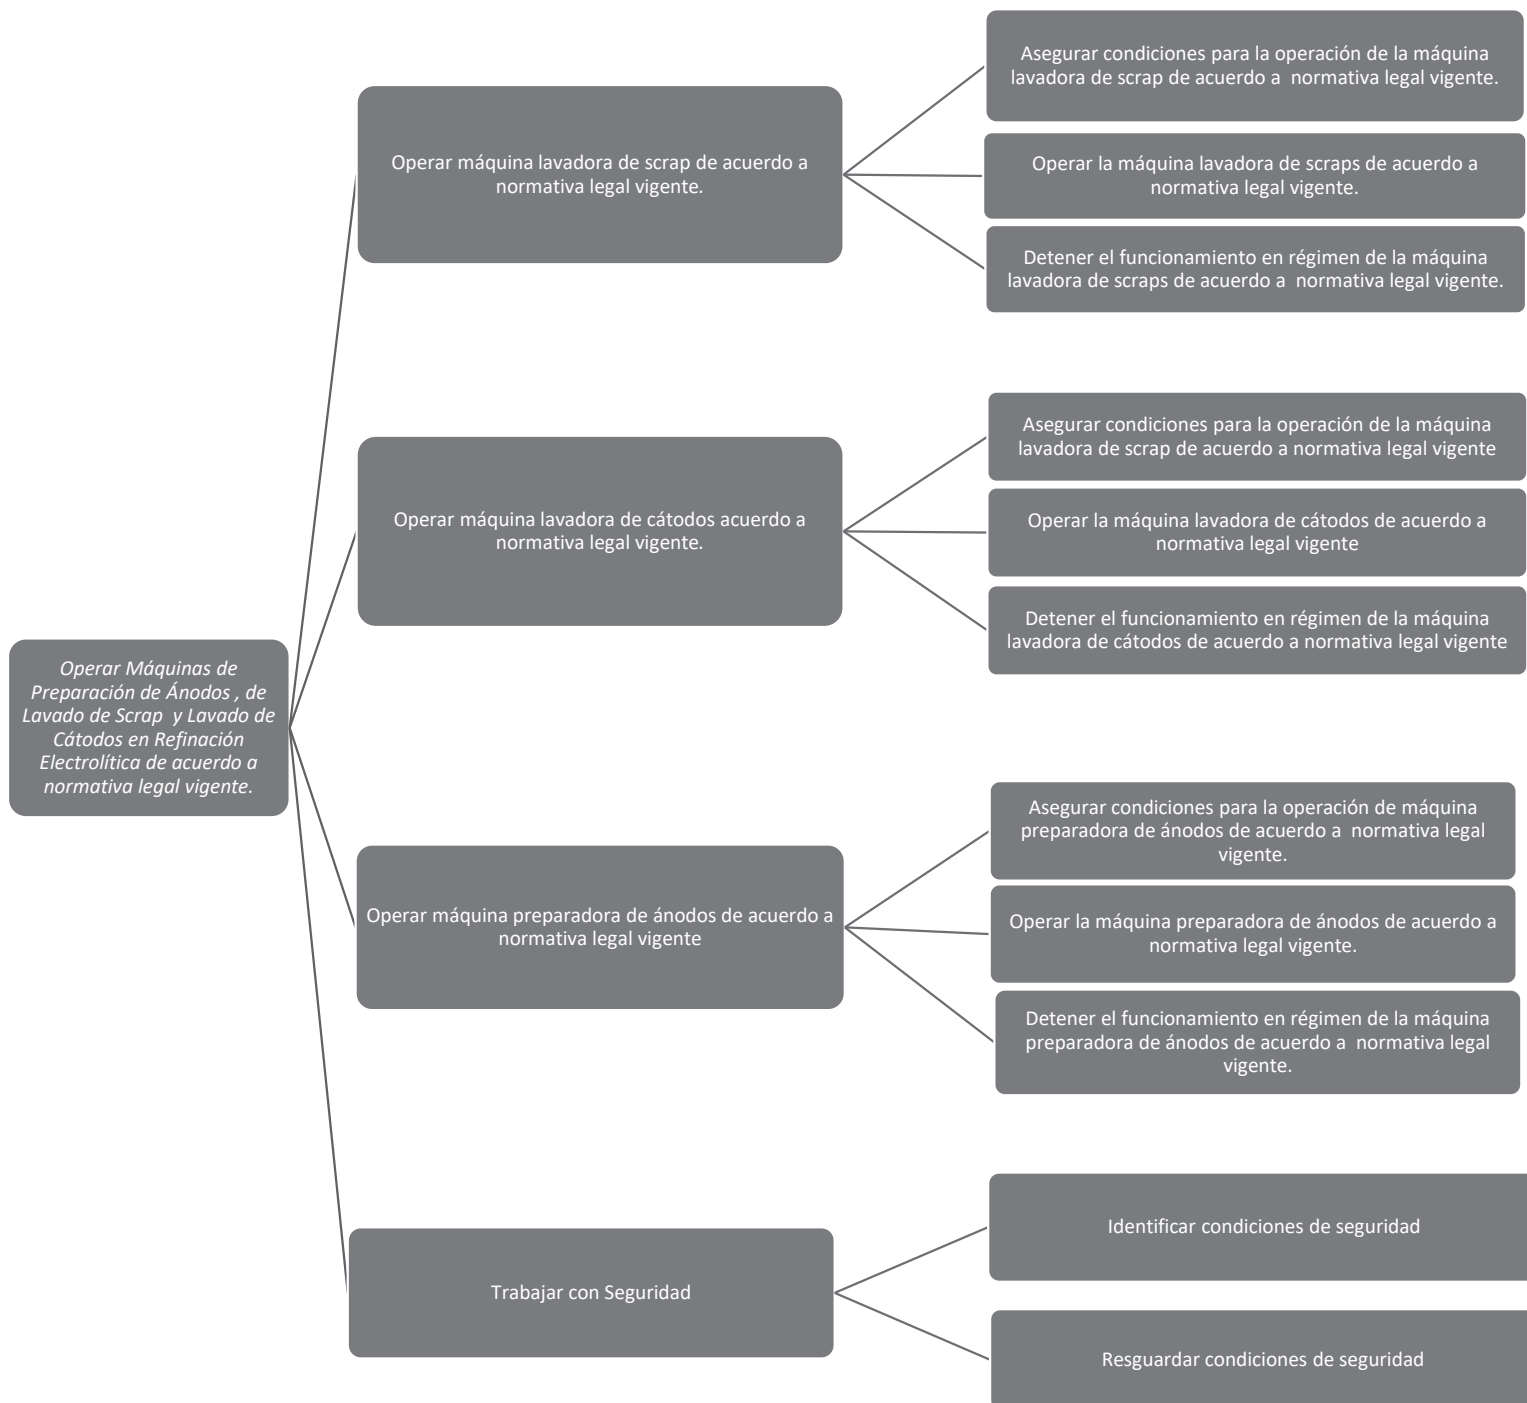 Operar Máquinas de
Preparación de Ánodos , de
Lavado de Scrap  y Lavado de
Cátodos en Refinación
Electrolítica de acuerdo a
normativa legal vigente.
Operar máquina lavadora de scrap de acuerdo a
normativa legal vigente.
Asegurar condiciones para la operación de la máquina
lavadora de scrap de acuerdo a  normativa legal vigente.
Operar la máquina lavadora de scraps de acuerdo a
normativa legal vigente.
Detener el funcionamiento en régimen de la máquina
lavadora de scraps de acuerdo a  normativa legal vigente.
Operar máquina lavadora de cátodos acuerdo a
normativa legal vigente.
Asegurar condiciones para la operación de la máquina
lavadora de scrap de acuerdo a normativa legal vigente
Operar la máquina lavadora de cátodos de acuerdo a
normativa legal vigente
Detener el funcionamiento en régimen de la máquina
lavadora de cátodos de acuerdo a normativa legal vigente
Operar máquina preparadora de ánodos de acuerdo a
normativa legal vigente
Asegurar condiciones para la operación de máquina
preparadora de ánodos de acuerdo a  normativa legal
vigente.
Operar la máquina preparadora de ánodos de acuerdo a
normativa legal vigente.
Detener el funcionamiento en régimen de la máquina
preparadora de ánodos de acuerdo a  normativa legal
vigente.
Trabajar con Seguridad
Identificar condiciones de seguridad
Resguardar condiciones de seguridad